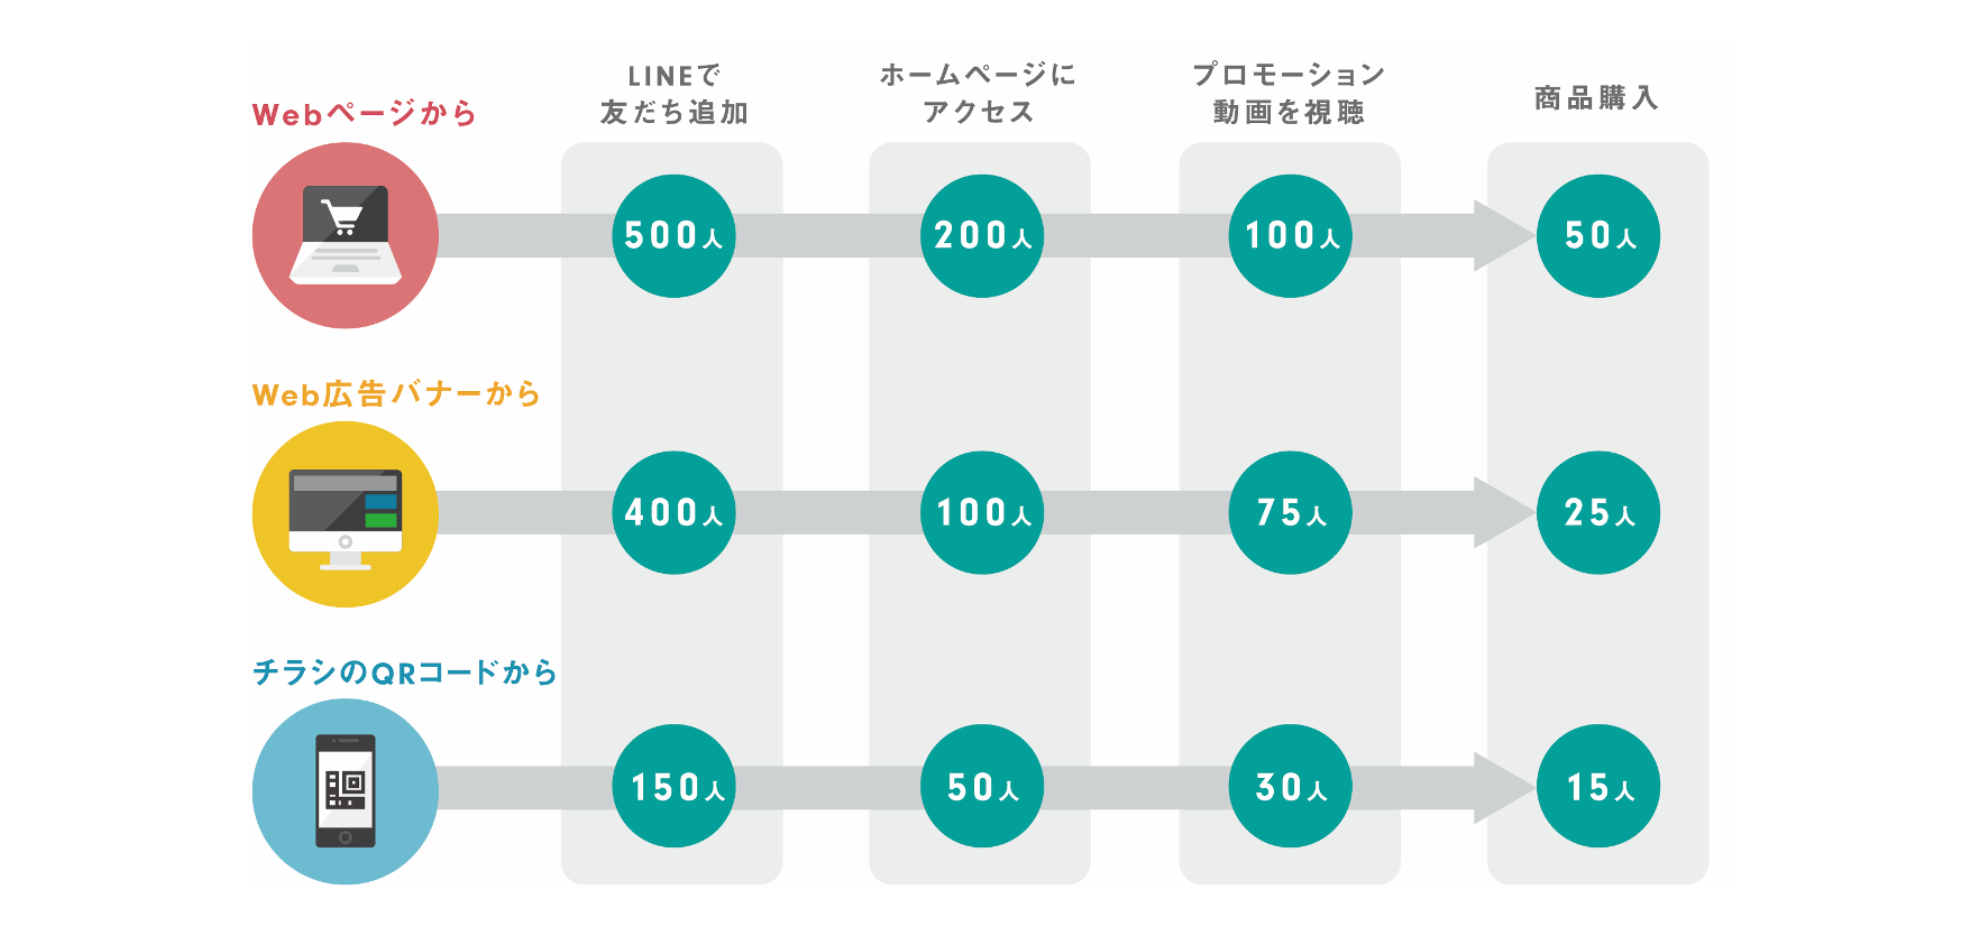 LINEで
友だち追加
ホームページに
アクセス
プロモーション
動画を視聴
商品購入
Webページから
500人
200人
100人
50人
Web広告バナーから
400人
100人
75人
25人
チラシのQRコードから
150人
50人
30人
15人